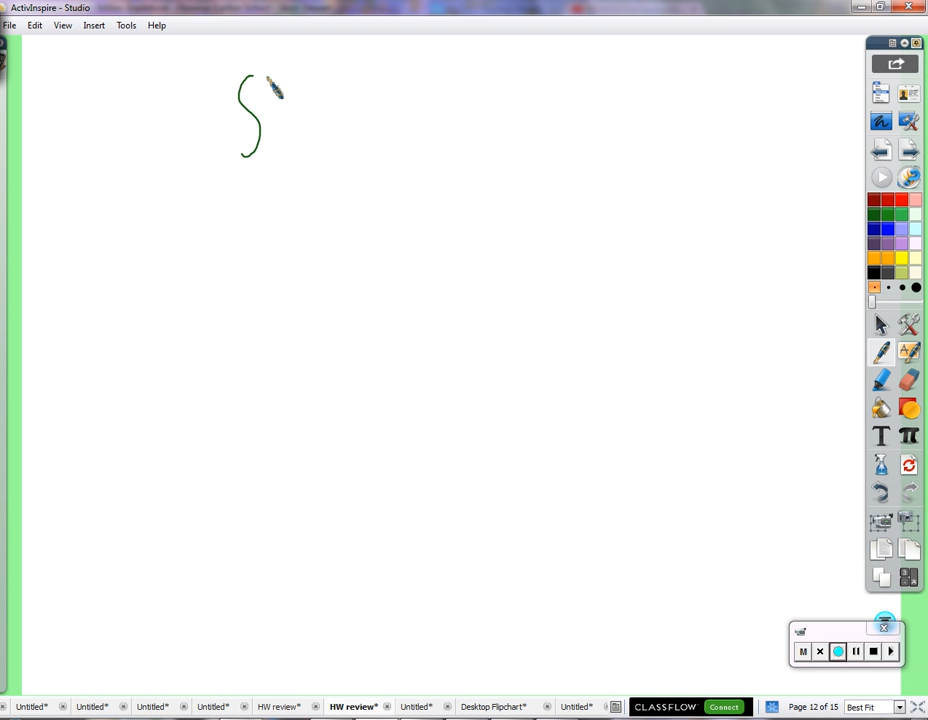 ActivInspire - Studio
File Edit View Insert Tools Help
S
M
Untitled* Untitled* Untitled* Untitled* HW review* HW review* Untitled* Desktop Flipchart* Untitled* CLASSFLOW Connect Page 12 of 15 Best Fit